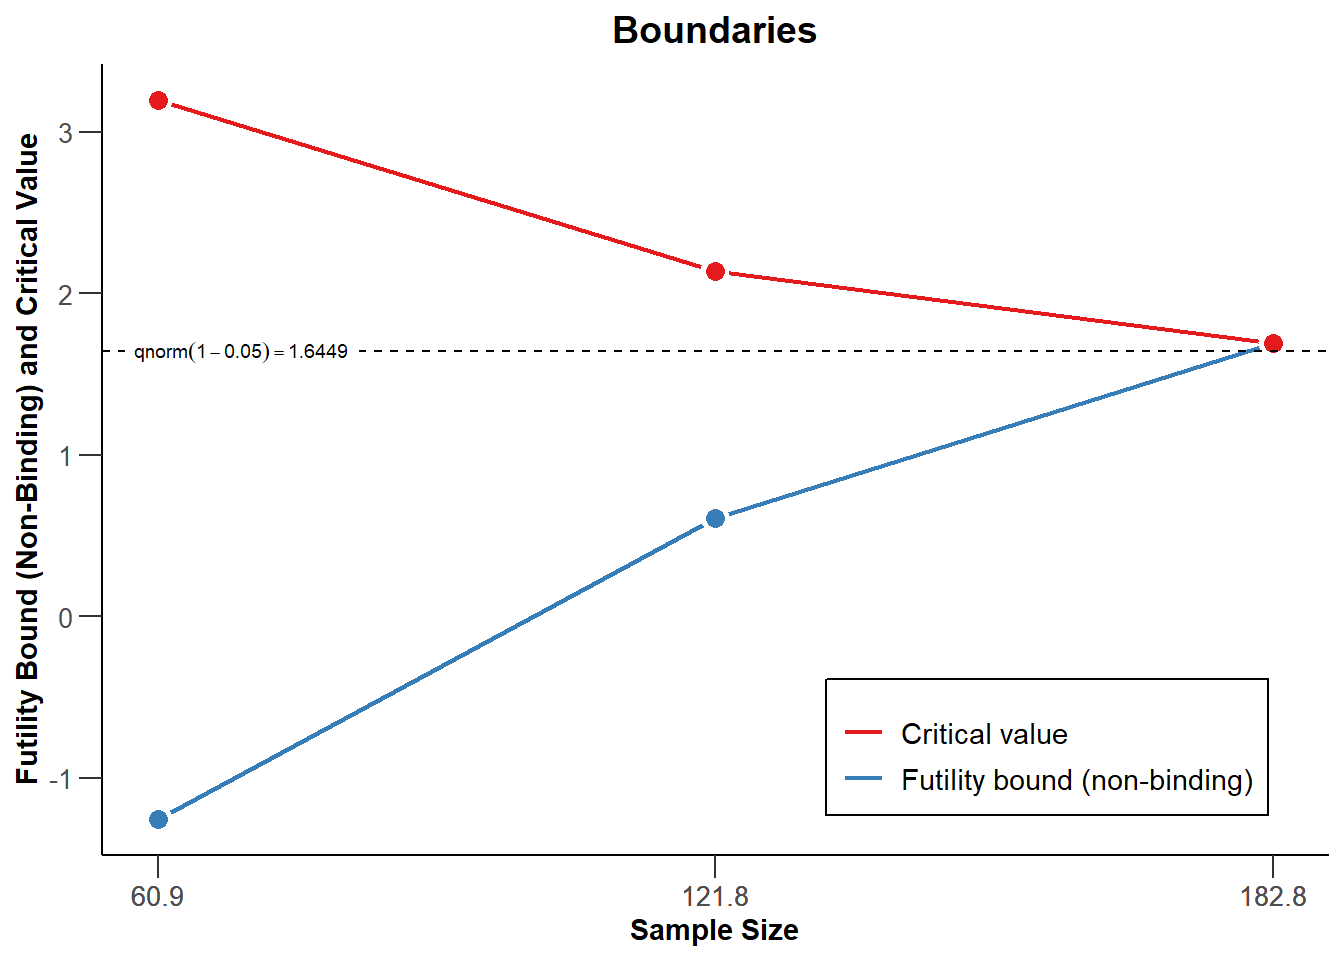 Boundaries
Futility Bound (Non-Binding) and Critical Value
3
2
1
0
-1
qnorm(1 − 0.05) = 1.6449
Critical value
Futility bound (non-binding)
60.9
121.8
182.8
Sample Size